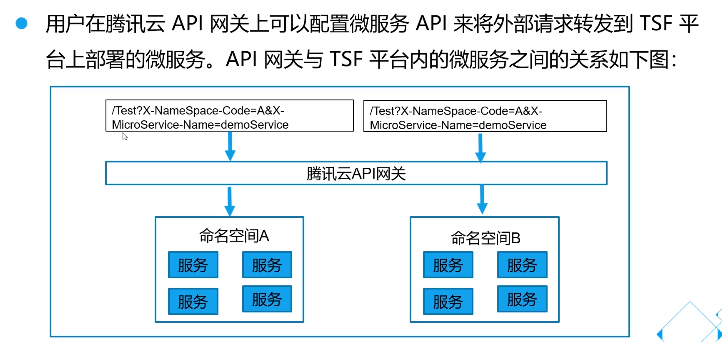 用户在腾讯云 API 网关上可以配置微服务 API 来将外部请求转发到 TSF 平
台上部署的微服务。API 网关与 TSF 平台内的微服务之间的关系如下图：
/Test?X-NameSpace-Code=A&X-
MicroService-Name=demoService
/Test?X-NameSpace-Code=A&X-
MicroService-Name=demoService
腾讯云API网关
命名空间A
服务
服务
服务
服务
命名空间B
服务
服务
服务
服务